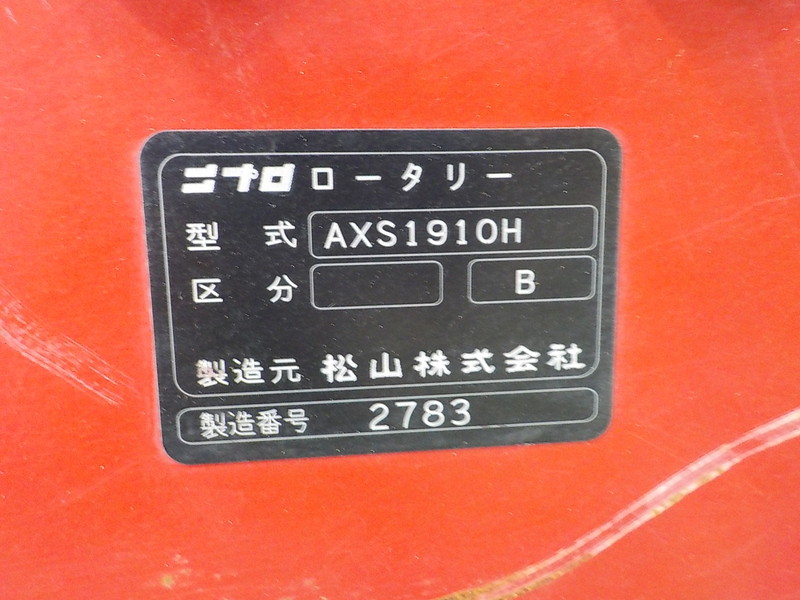 ニプロ ロータリー
型式 AXS1910H
区分 B
製造元 松山株式会社
製造番号 2783